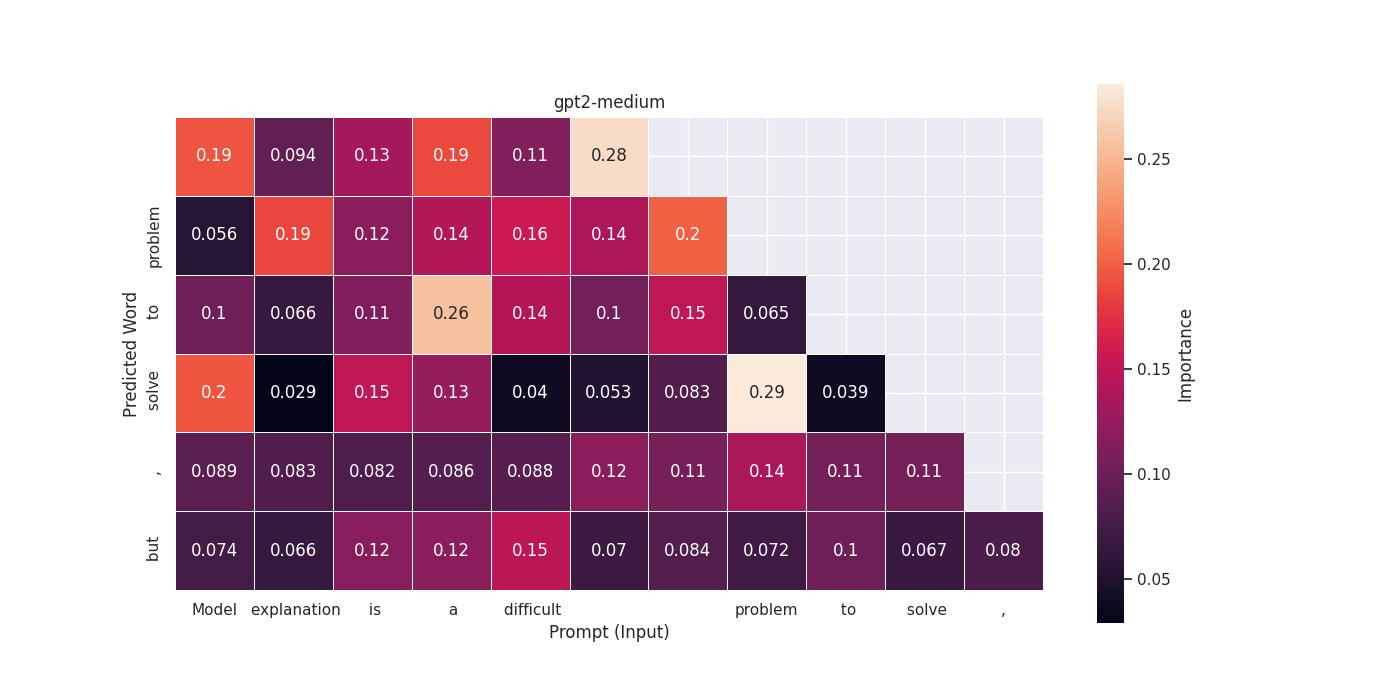 gpt2-medium
0.19 0.094 0.13 0.19 0.11 0.28
problem 0.056 0.19 0.12 0.14 0.16 0.14 0.2
to 0.1 0.066 0.11 0.26 0.14 0.1 0.15 0.065
solve 0.2 0.029 0.15 0.13 0.04 0.053 0.083 0.29 0.039
, 0.089 0.083 0.082 0.086 0.088 0.12 0.11 0.14 0.11 0.11
but 0.074 0.066 0.12 0.12 0.15 0.07 0.084 0.072 0.1 0.067 0.08
Predicted Word
Model explanation is a difficult problem to solve ,
Prompt (Input)
0.25
0.20
0.15
0.10
0.05
Importance